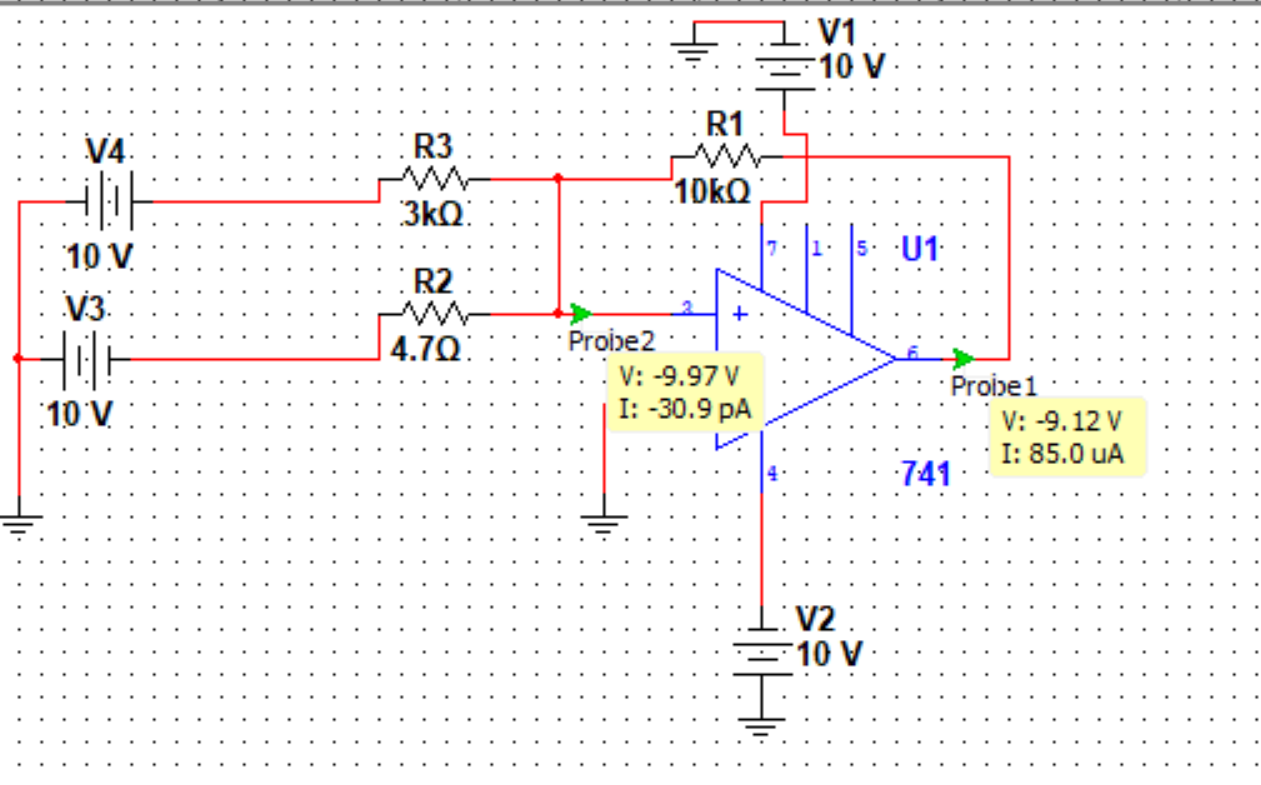 V1
10 V
R1
10kΩ
V4
10 V
R3
3kΩ
7
1
5
U1
R2
4.7Ω
V3
10 V
3
+
Probe2
V: -9.97 V
I: -30.9 pA
6
Probe1
V: -9.12 V
I: 85.0 uA
4
741
V2
10 V